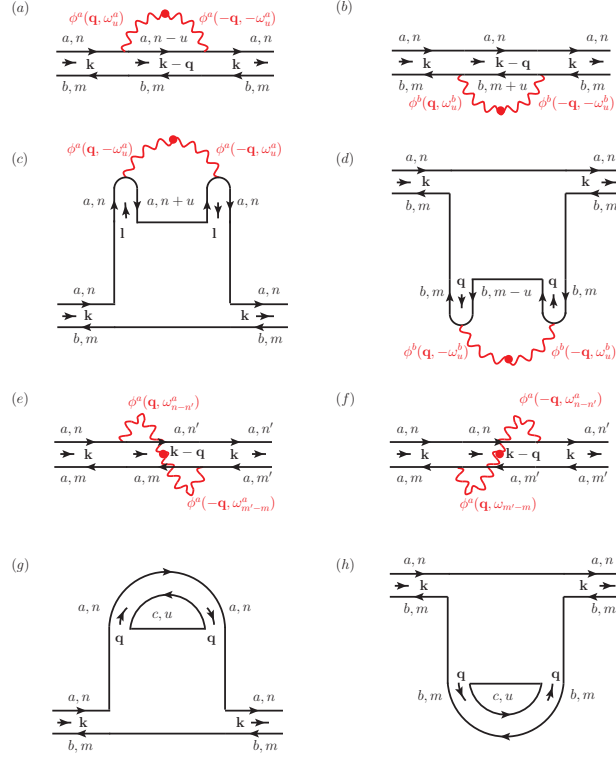 (a)
ϕ^a(q, ω_u^a) a, n − u ϕ^a(−q, −ω_u^a)
a, n a, n
k k − q k
b, m b, m b, m
(b)
a, n a, n
k k − q k
b, m b, m + u b, m
ϕ^b(q, ω_u^b) ϕ^b(−q, −ω_u^b)
(c)
ϕ^a(q, −ω_u^a) ϕ^a(−q, ω_u^a)
a, n a, n + u a, n
l l
a, n a, n
k k
b, m b, m
(d)
a, n a, n
k k
b, m b, m
q q
b, m b, m − u b, m
ϕ^b(q, −ω_u^b) ϕ^b(−q, ω_u^b)
(e)
ϕ^a(q, ω_{n−n′}^a)
a, n a, n′ a, n′
k k − q k
a, m a, m′ a, m′
ϕ^a(−q, ω_{m′−m}^a)
(f)
ϕ^a(−q, ω_{n−n′}^a)
a, n a, n a, n′
k k − q k
a, m a, m′ a, m′
ϕ^a(q, ω_{m′−m})
(g)
a, n c, u a, n
q q
a, n a, n
k k
b, m b, m
(h)
a, n a, n
k k
b, m b, m
q q
b, m c, u b, m